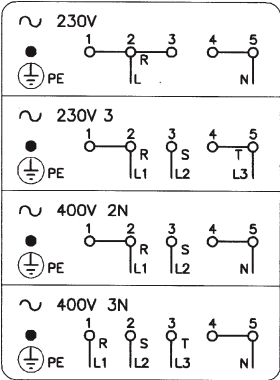 ~ 230V
1 2 3 4 5
R
PE L N
~ 230V 3
1 2 3 4 5
R S T
PE L1 L2 L3
~ 400V 2N
1 2 3 4 5
R S
PE L1 L2 N
~ 400V 3N
1 2 3 4 5
R S T
PE L1 L2 L3 N